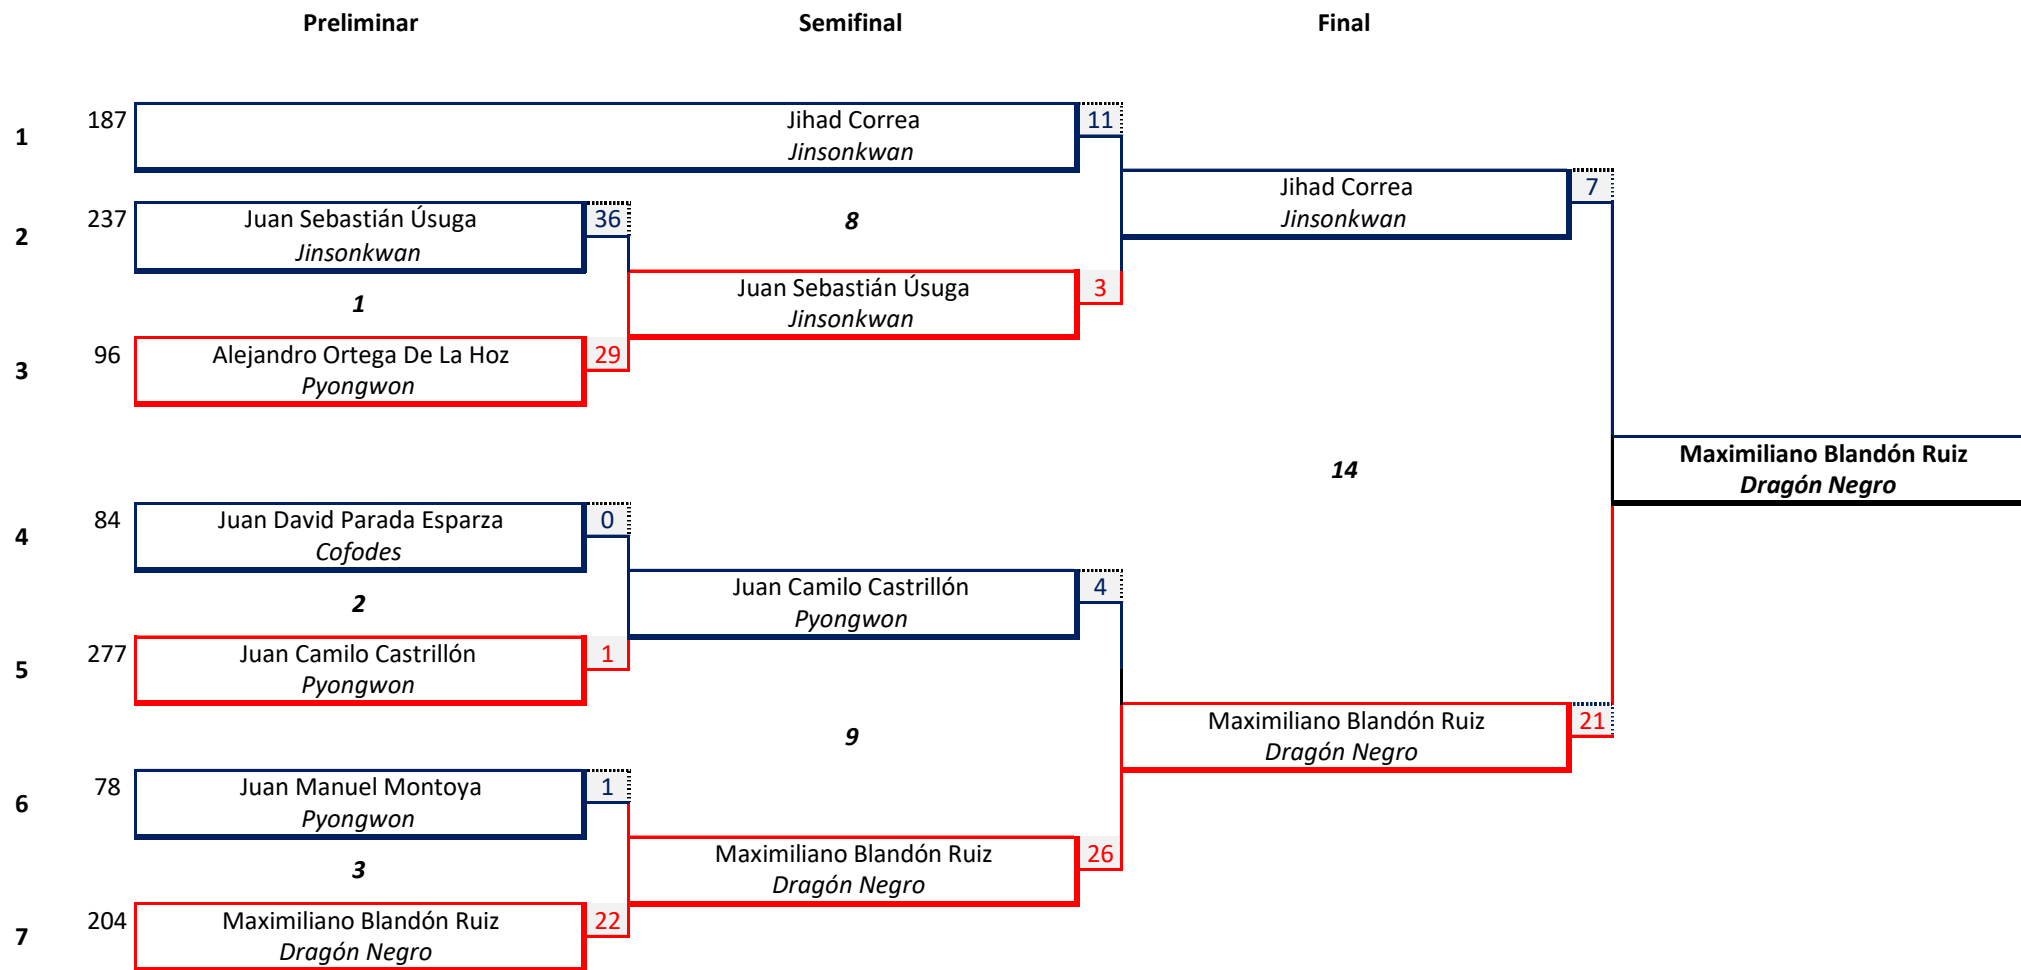 Preliminar Semifinal Final
187 Jihad Correa 11
1 Jinsonkwan
Jihad Correa 7
237 Juan Sebastián Úsuga 36 8 Jinsonkwan
2 Jinsonkwan
Juan Sebastián Úsuga 3
1 Jinsonkwan
96 Alejandro Ortega De La Hoz 29
3 Pyongwon
Maximiliano Blandón Ruiz
14 Dragón Negro
84 Juan David Parada Esparza 0
4 Cofodes
Juan Camilo Castrillón 4
2 Pyongwon
277 Juan Camilo Castrillón 1
5 Pyongwon
Maximiliano Blandón Ruiz 21
9 Dragón Negro
78 Juan Manuel Montoya 1
6 Pyongwon
Maximiliano Blandón Ruiz 26
3 Dragón Negro
204 Maximiliano Blandón Ruiz 22
7 Dragón Negro